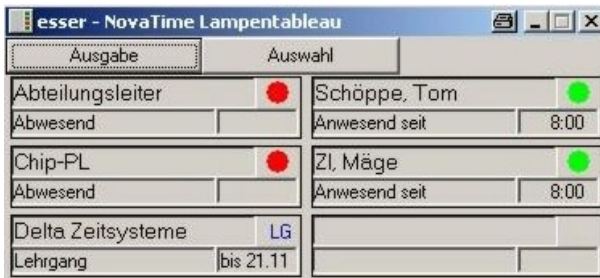 esser - NovaTime Lampentableau
Ausgabe Auswahl
Abteilungsleiter
Abwesend
Schöppe, Tom
Anwesend seit 8:00
Chip-PL
Abwesend
ZI, Mäge
Anwesend seit 8:00
Delta Zeitsysteme LG
Lehrgang bis 21.11